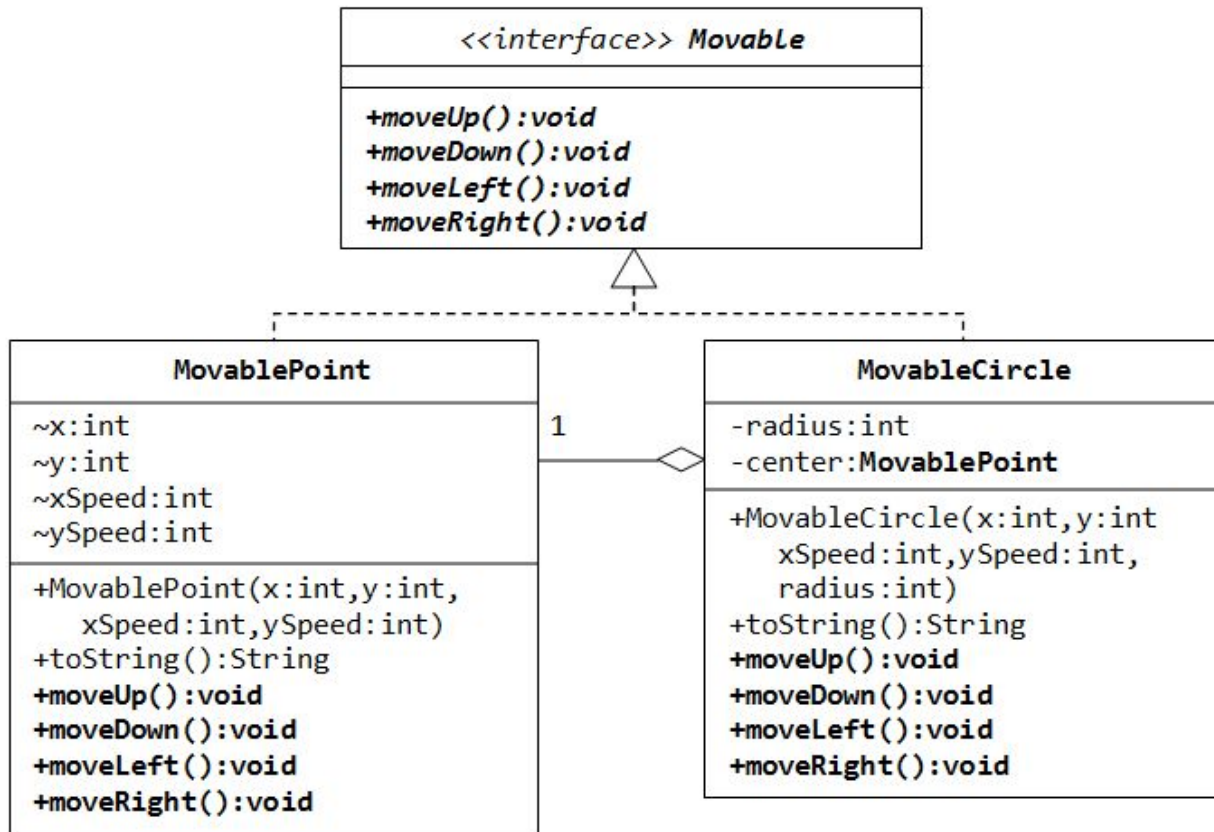 <<interface>> Movable
+moveUp():void
+moveDown():void
+moveLeft():void
+moveRight():void
MovablePoint
~x:int
~y:int
~xSpeed:int
~ySpeed:int
+MovablePoint(x:int,y:int,
xSpeed:int,ySpeed:int)
+toString():String
+moveUp():void
+moveDown():void
+moveLeft():void
+moveRight():void
1
MovableCircle
-radius:int
-center:MovablePoint
+MovableCircle(x:int,y:int
xSpeed:int,ySpeed:int,
radius:int)
+toString():String
+moveUp():void
+moveDown():void
+moveLeft():void
+moveRight():void